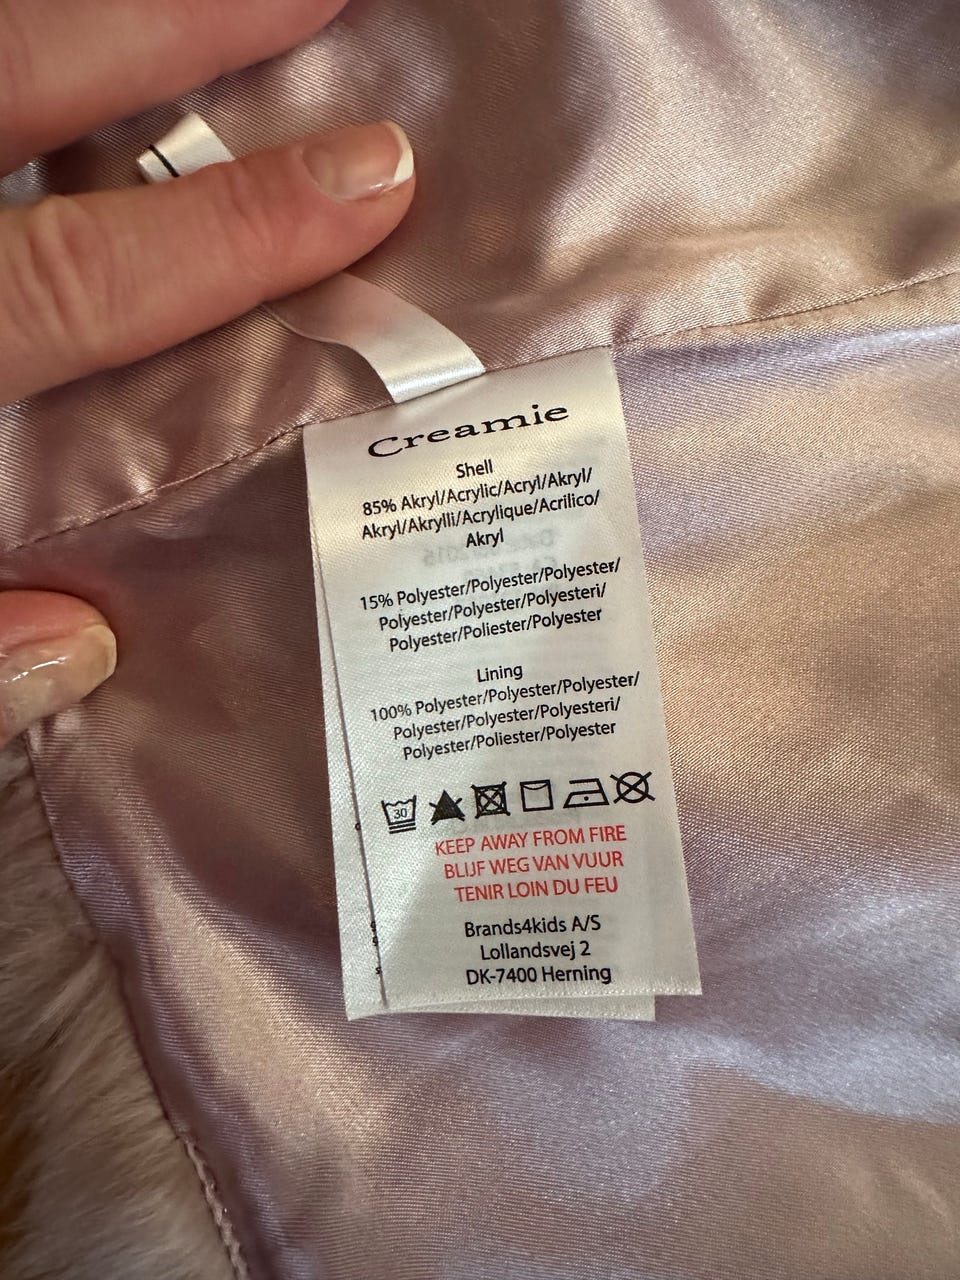 Creamie
Shell
85% Akryl/Acrylic/Acryl/Akryl/
Akryl/Akrylli/Acrylique/Acrilico/
Akryl
15% Polyester/Polyester/Polyester/
Polyester/Polyester/Polyesteri/
Polyester/Poliester/Polyester
Lining
100% Polyester/Polyester/Polyester/
Polyester/Polyester/Polyesteri/
Polyester/Poliester/Polyester
30
KEEP AWAY FROM FIRE
BLIJF WEG VAN VUUR
TENIR LOIN DU FEU
Brands4kids A/S
Lollandsvej 2
DK-7400 Herning